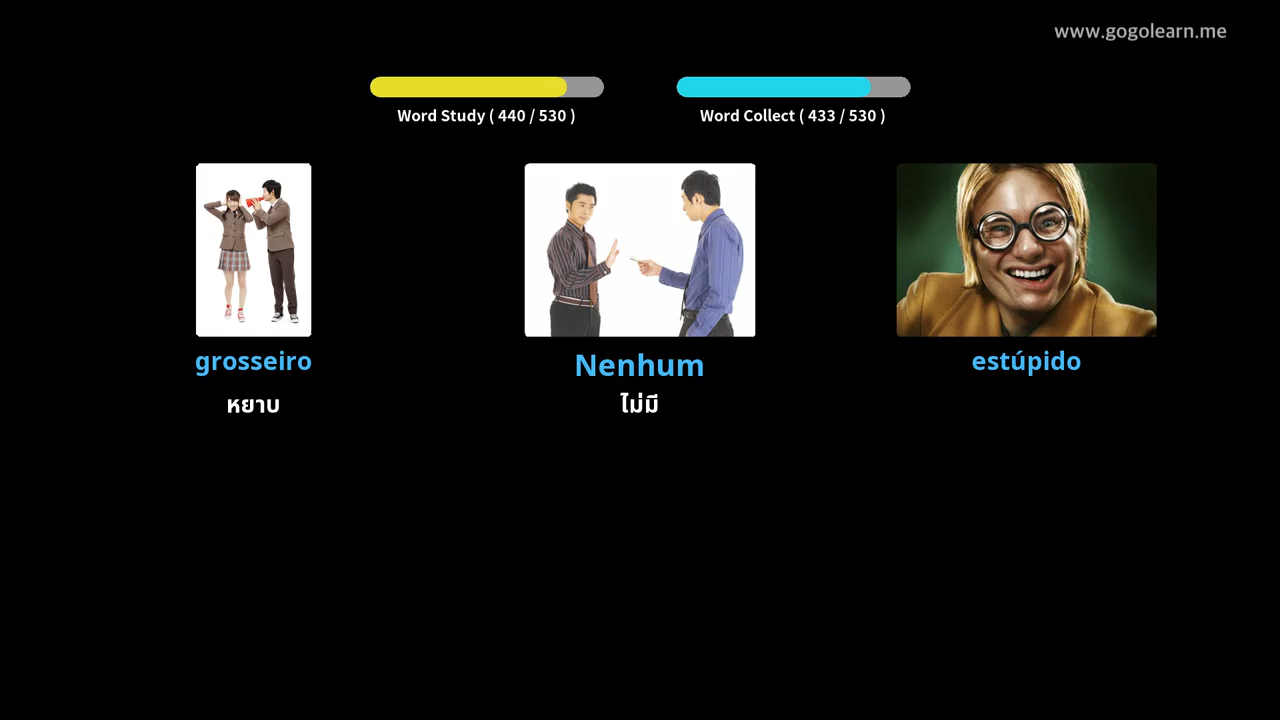 www.gogolearn.me
Word Study ( 440 / 530 )
Word Collect ( 433 / 530 )
grosseiro
หยาบ
Nenhum
ไม่มี
estúpido